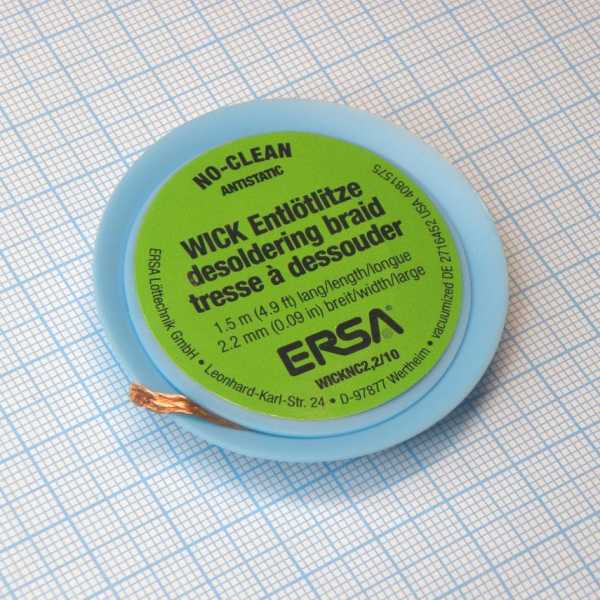 NO-CLEAN
ANTISTATIC
WICK Entlötlitze
desoldering braid
tresse à dessouder
1.5 m (4.9 ft) lang/length/longue
2.2 mm (0.09 in) breit/width/large
ERSA®
WICKNC2,2/10
ERSA Löttechnik GmbH • Leonhard-Karl-Str. 24 • D-97877 Wertheim • vacuumized DE 2716452 USA 4081575